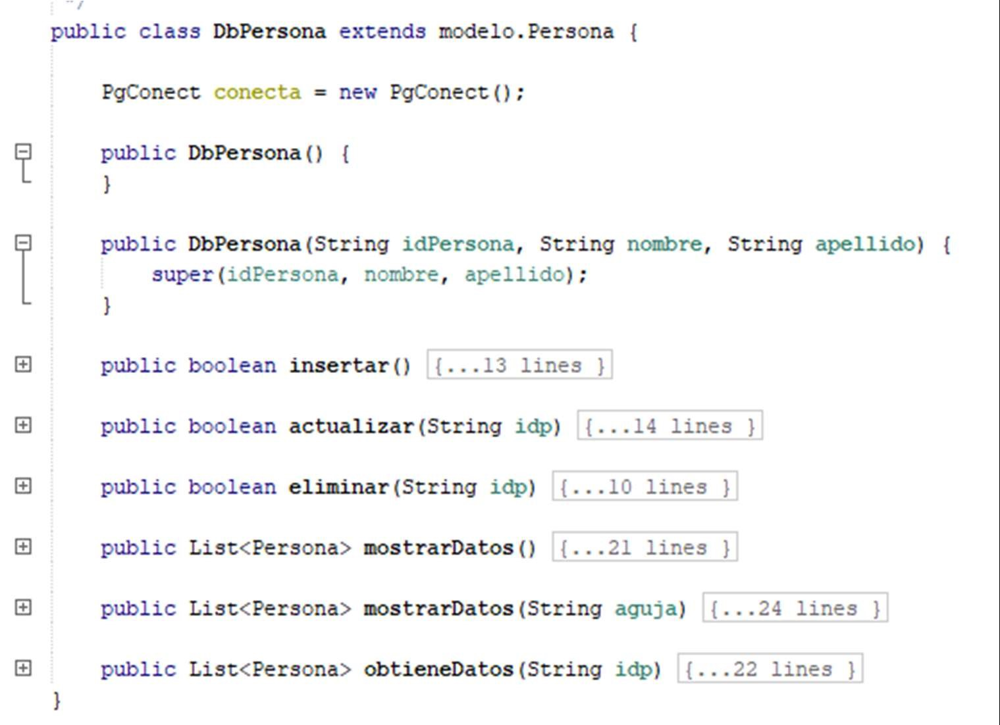 */
public class DbPersona extends modelo.Persona {
PgConect conecta = new PgConect();
public DbPersona() {
}
public DbPersona(String idPersona, String nombre, String apellido) {
super(idPersona, nombre, apellido);
}
public boolean insertar() {...13 lines }
public boolean actualizar(String idp) {...14 lines }
public boolean eliminar(String idp) {...10 lines }
public List<Persona> mostrarDatos() {...21 lines }
public List<Persona> mostrarDatos(String aguja) {...24 lines }
public List<Persona> obtieneDatos(String idp) {...22 lines }
}